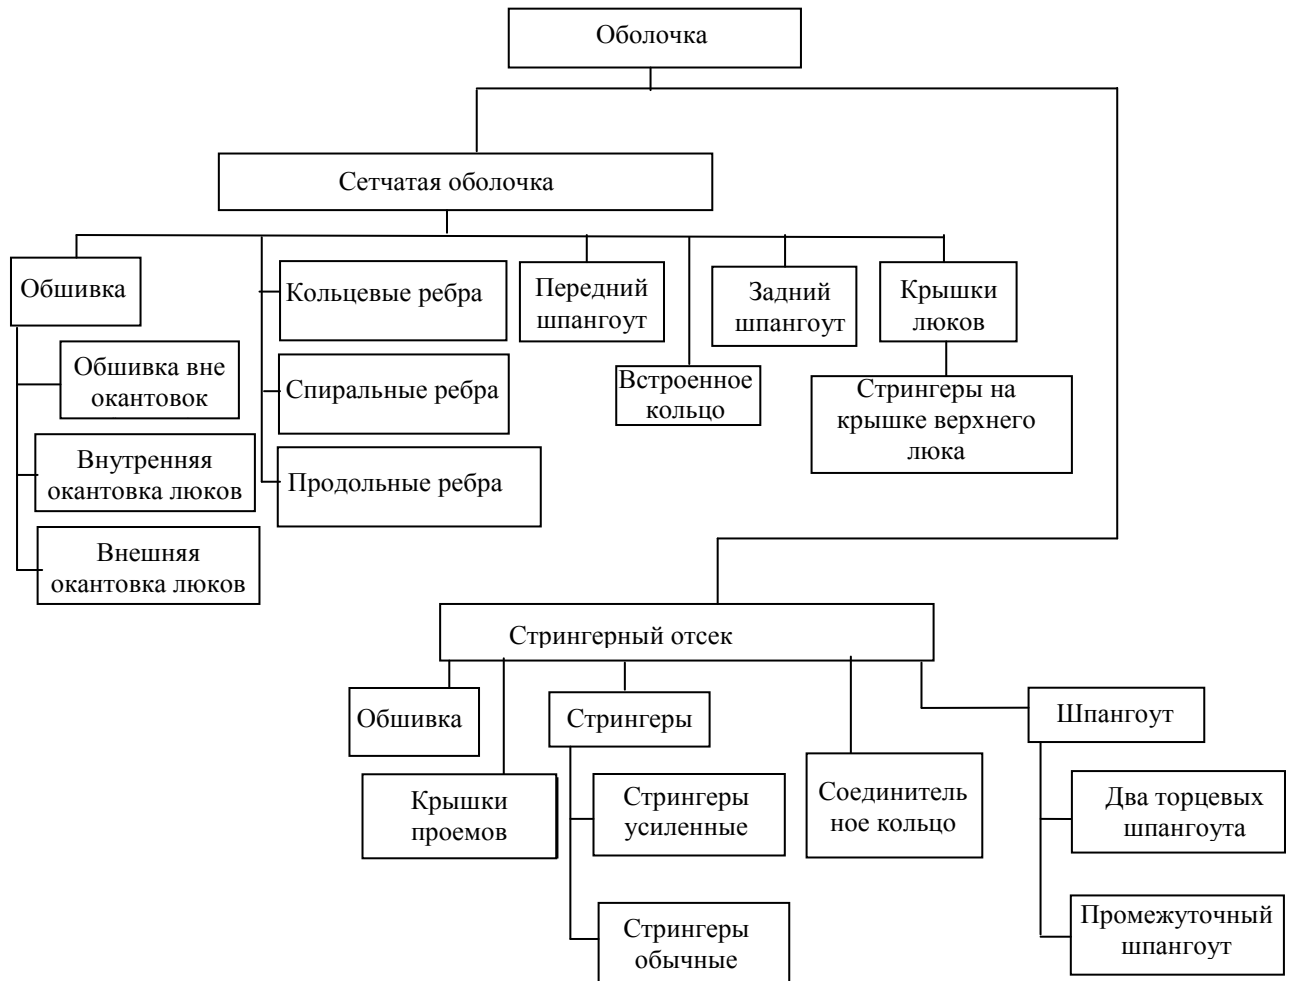 Оболочка
Сетчатая оболочка
Обшивка
Обшивка вне
окантовок
Внутренняя
окантовка люков
Внешняя
окантовка люков
Кольцевые ребра
Спиральные ребра
Продольные ребра
Передний
шпангоут
Встроенное
кольцо
Задний
шпангоут
Крышки
люков
Стрингеры на
крышке верхнего
люка
Стрингерный отсек
Обшивка
Крышки
проемов
Стрингеры
Стрингеры
усиленные
Стрингеры
обычные
Соединитель
ное кольцо
Шпангоут
Два торцевых
шпангоута
Промежуточный
шпангоут